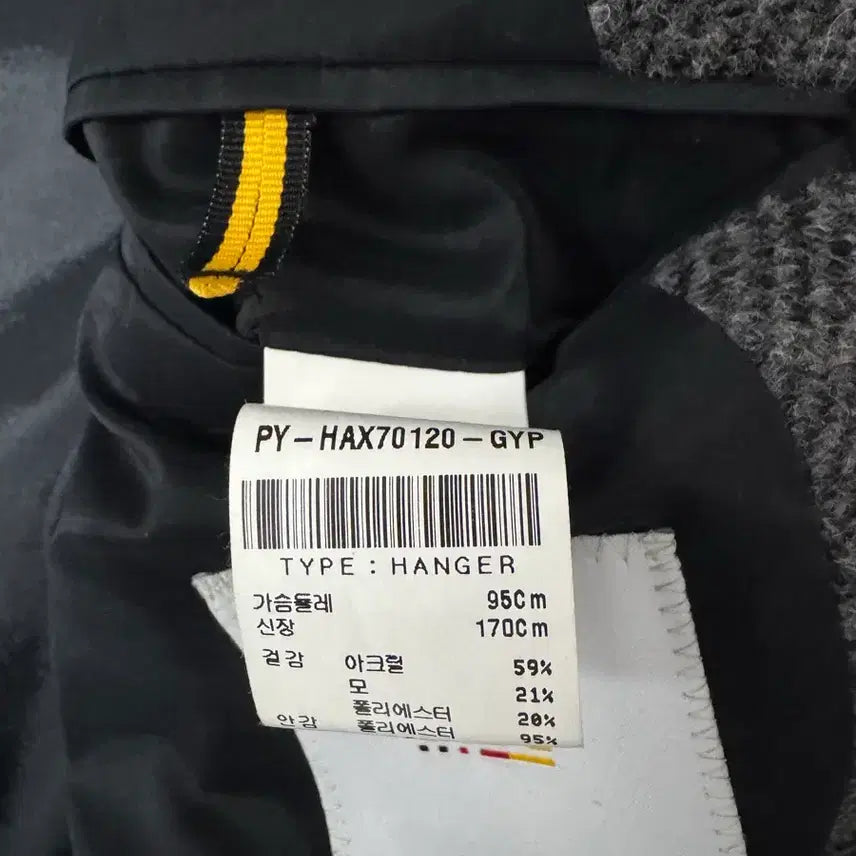 PY-HAX70120-GYP
TYPE : HANGER
가슴둘레 95Cm
신장 170Cm
겉감 아크릴 59%
모 21%
폴리에스터 20%
안감 폴리에스터 95%